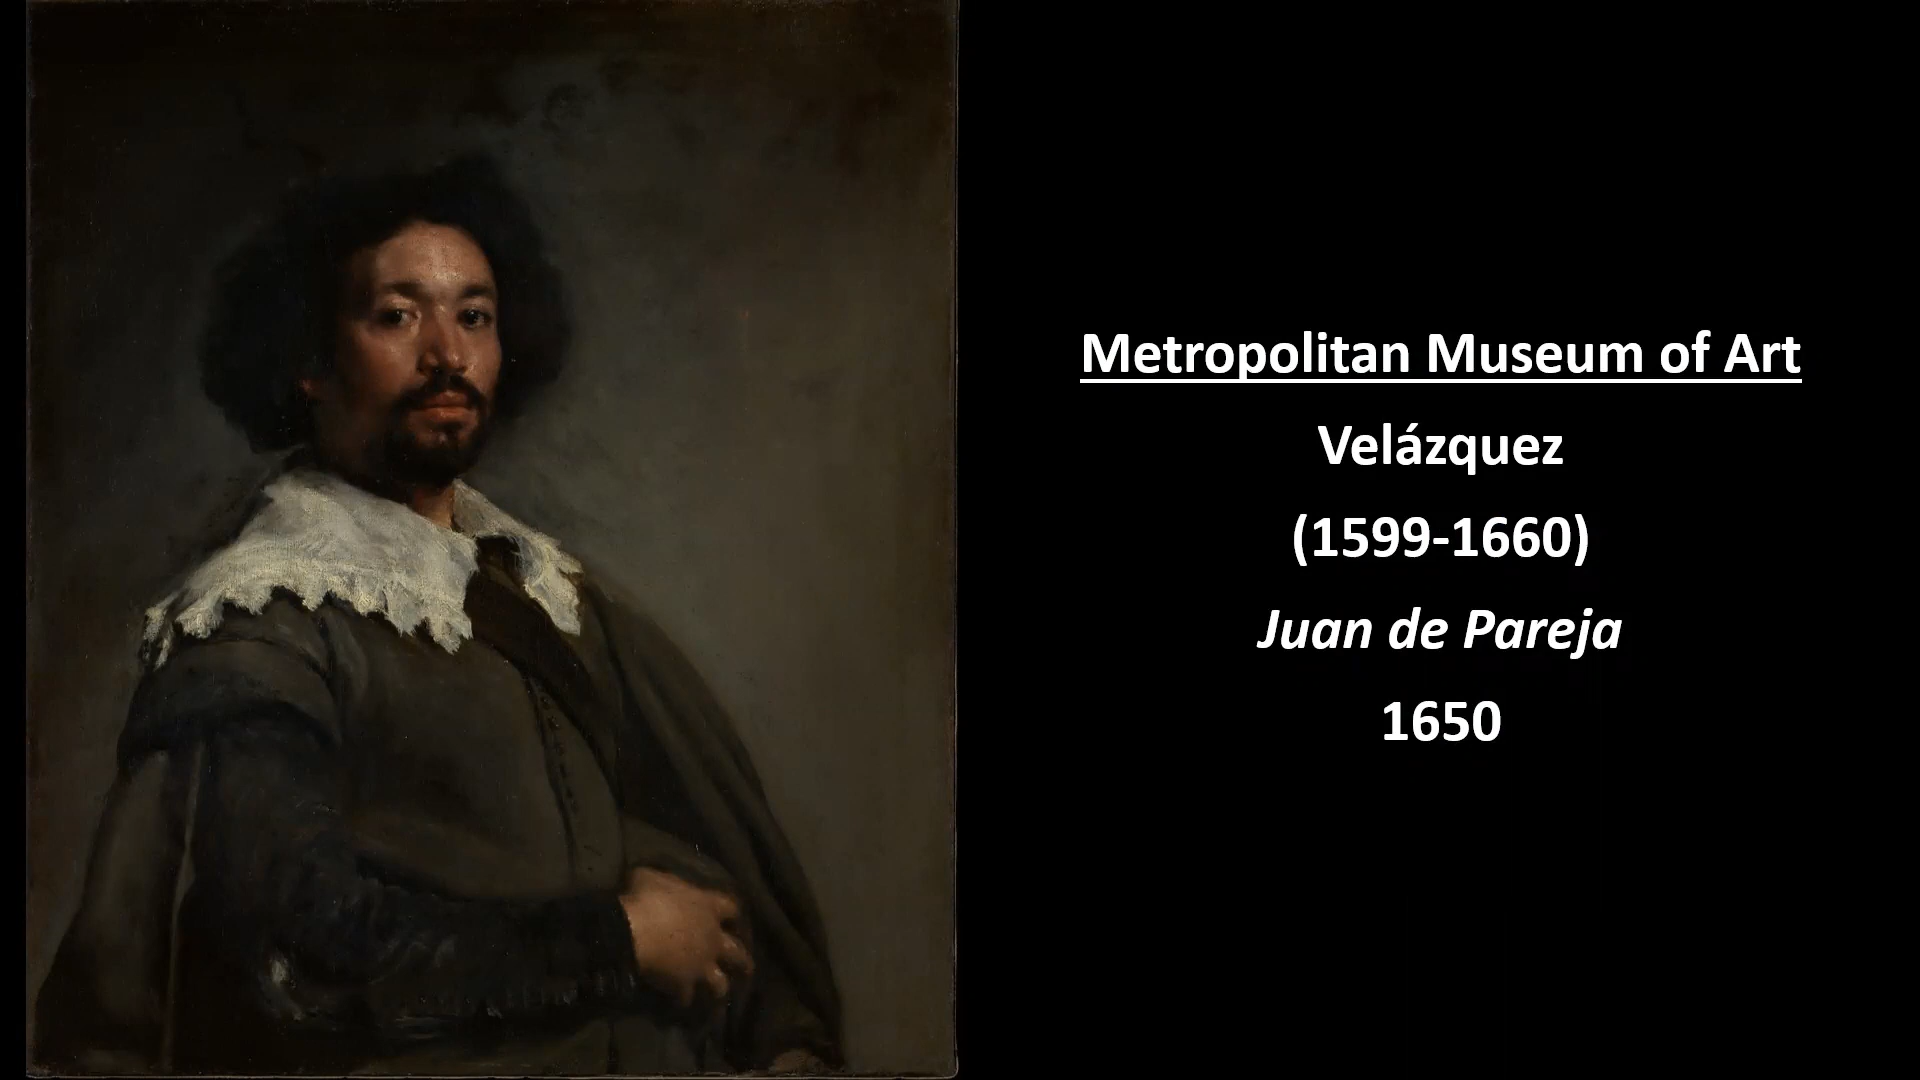 Metropolitan Museum of Art
Velázquez
(1599-1660)
Juan de Pareja
1650